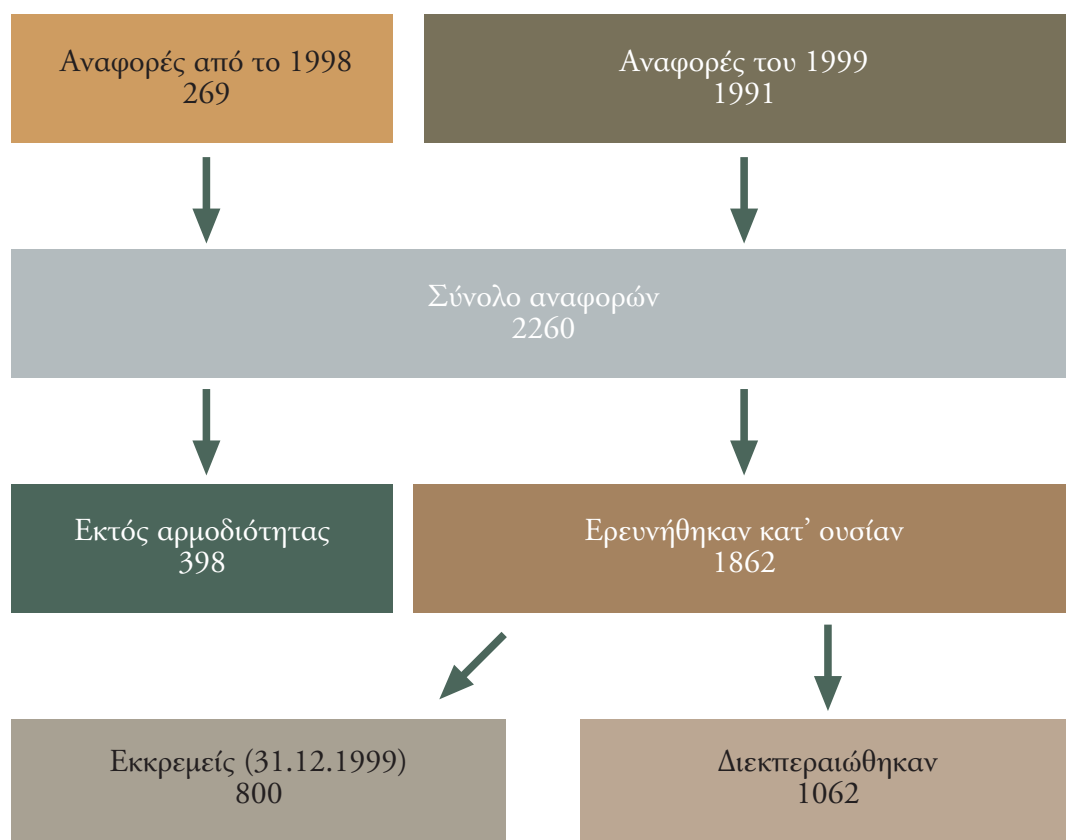 Αναφορές από το 1998
269
Αναφορές του 1999
1991
Σύνολο αναφορών
2260
Εκτός αρμοδιότητας
398
Ερευνήθηκαν κατ’ ουσίαν
1862
Εκκρεμείς (31.12.1999)
800
Διεκπεραιώθηκαν
1062